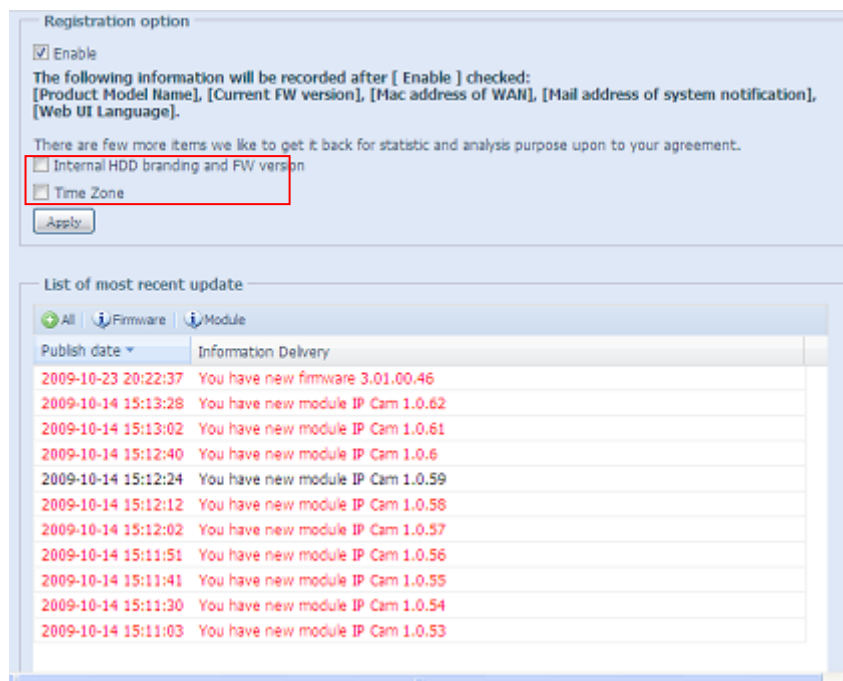 Registration option
Enable
The following information will be recorded after [ Enable ] checked:
[Product Model Name], [Current FW version], [Mac address of WAN], [Mail address of system notification],
[Web UI Language].
There are few more items we like to get it back for statistic and analysis purpose upon to your agreement.
Internal HDD branding and FW version
Time Zone
Apply
List of most recent update
All Firmware Module
Publish date Information Delivery
2009-10-23 20:22:37 You have new firmware 3.01.00.46
2009-10-14 15:13:28 You have new module IP Cam 1.0.62
2009-10-14 15:13:02 You have new module IP Cam 1.0.61
2009-10-14 15:12:40 You have new module IP Cam 1.0.6
2009-10-14 15:12:24 You have new module IP Cam 1.0.59
2009-10-14 15:12:12 You have new module IP Cam 1.0.58
2009-10-14 15:12:02 You have new module IP Cam 1.0.57
2009-10-14 15:11:51 You have new module IP Cam 1.0.56
2009-10-14 15:11:41 You have new module IP Cam 1.0.55
2009-10-14 15:11:30 You have new module IP Cam 1.0.54
2009-10-14 15:11:03 You have new module IP Cam 1.0.53